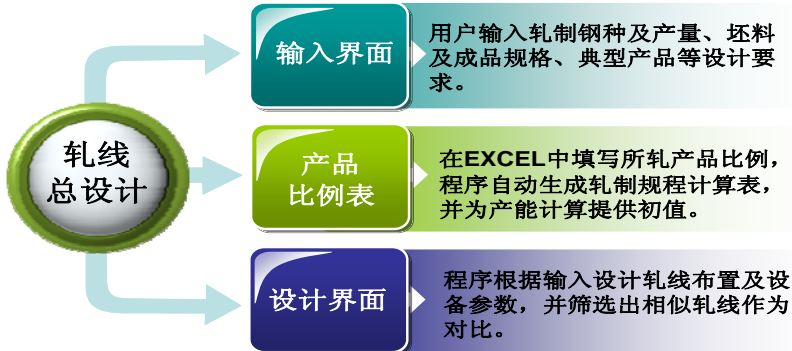 轧线
总设计
输入界面
用户输入轧制钢种及产量、坯料
及成品规格、典型产品等设计要
求。
产品
比例表
在EXCEL中填写所轧产品比例，
程序自动生成轧制规程计算表，
并为产能计算提供初值。
设计界面
程序根据输入设计轧线布置及设
备参数，并筛选出相似轧线作为
对比。